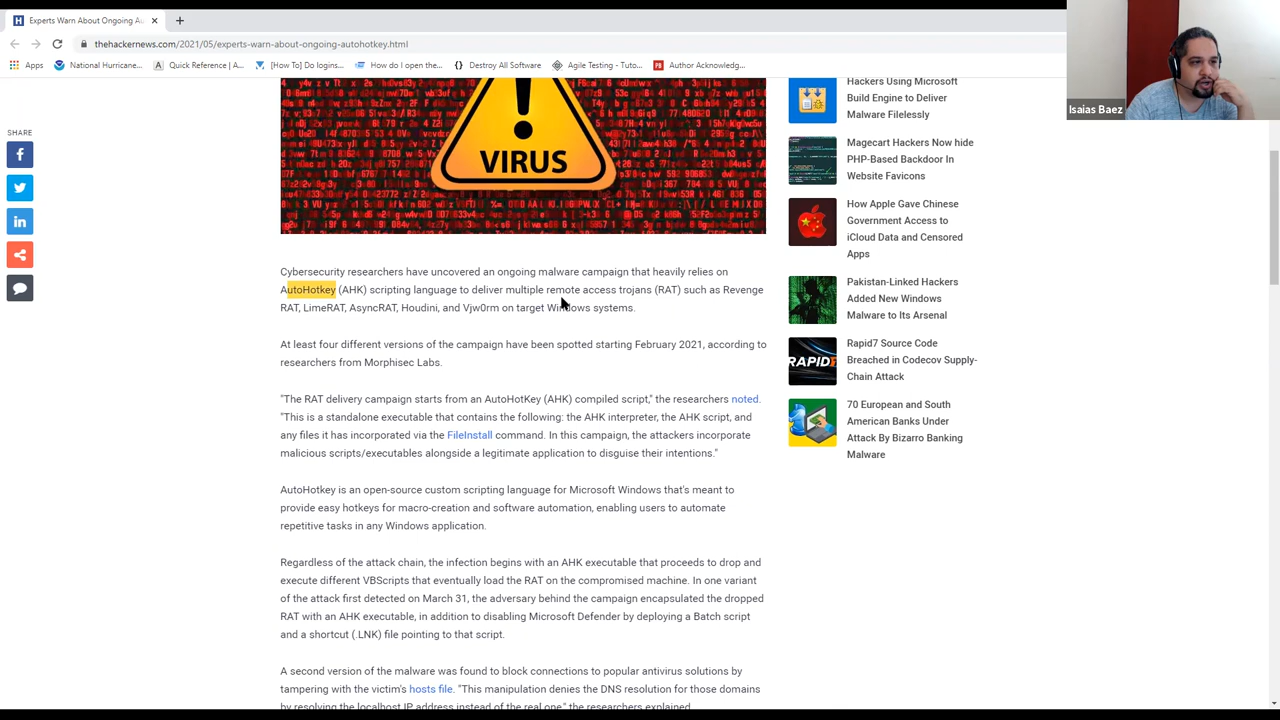 Experts Warn About Ongoing Au
thehackernews.com/2021/05/experts-warn-about-ongoing-autohotkey.html
Apps
National Hurricane...
Quick Reference | A...
[How To] Do logins...
How do I open the...
Destroy All Software
Agile Testing - Tuto...
Author Acknowledg...
Isaias Baez
SHARE
VIRUS
Cybersecurity researchers have uncovered an ongoing malware campaign that heavily relies on
AutoHotkey (AHK) scripting language to deliver multiple remote access trojans (RAT) such as Revenge
RAT, LimeRAT, AsyncRAT, Houdini, and Vjw0rm on target Windows systems.
At least four different versions of the campaign have been spotted starting February 2021, according to
researchers from Morphisec Labs.
"The RAT delivery campaign starts from an AutoHotKey (AHK) compiled script," the researchers noted.
"This is a standalone executable that contains the following: the AHK interpreter, the AHK script, and
any files it has incorporated via the FileInstall command. In this campaign, the attackers incorporate
malicious scripts/executables alongside a legitimate application to disguise their intentions."
AutoHotkey is an open-source custom scripting language for Microsoft Windows that's meant to
provide easy hotkeys for macro-creation and software automation, enabling users to automate
repetitive tasks in any Windows application.
Regardless of the attack chain, the infection begins with an AHK executable that proceeds to drop and
execute different VBScripts that eventually load the RAT on the compromised machine. In one variant
of the attack first detected on March 31, the adversary behind the campaign encapsulated the dropped
RAT with an AHK executable, in addition to disabling Microsoft Defender by deploying a Batch script
and a shortcut (.LNK) file pointing to that script.
A second version of the malware was found to block connections to popular antivirus solutions by
tampering with the victim's hosts file. "This manipulation denies the DNS resolution for those domains
by resolving the localhost IP address instead of the real one," the researchers explained.
Hackers Using Microsoft
Build Engine to Deliver
Malware Filelessly
Magecart Hackers Now hide
PHP-Based Backdoor In
Website Favicons
How Apple Gave Chinese
Government Access to
iCloud Data and Censored
Apps
Pakistan-Linked Hackers
Added New Windows
Malware to Its Arsenal
RAPID7
Rapid7 Source Code
Breached in Codecov Supply-
Chain Attack
70 European and South
American Banks Under
Attack By Bizarro Banking
Malware